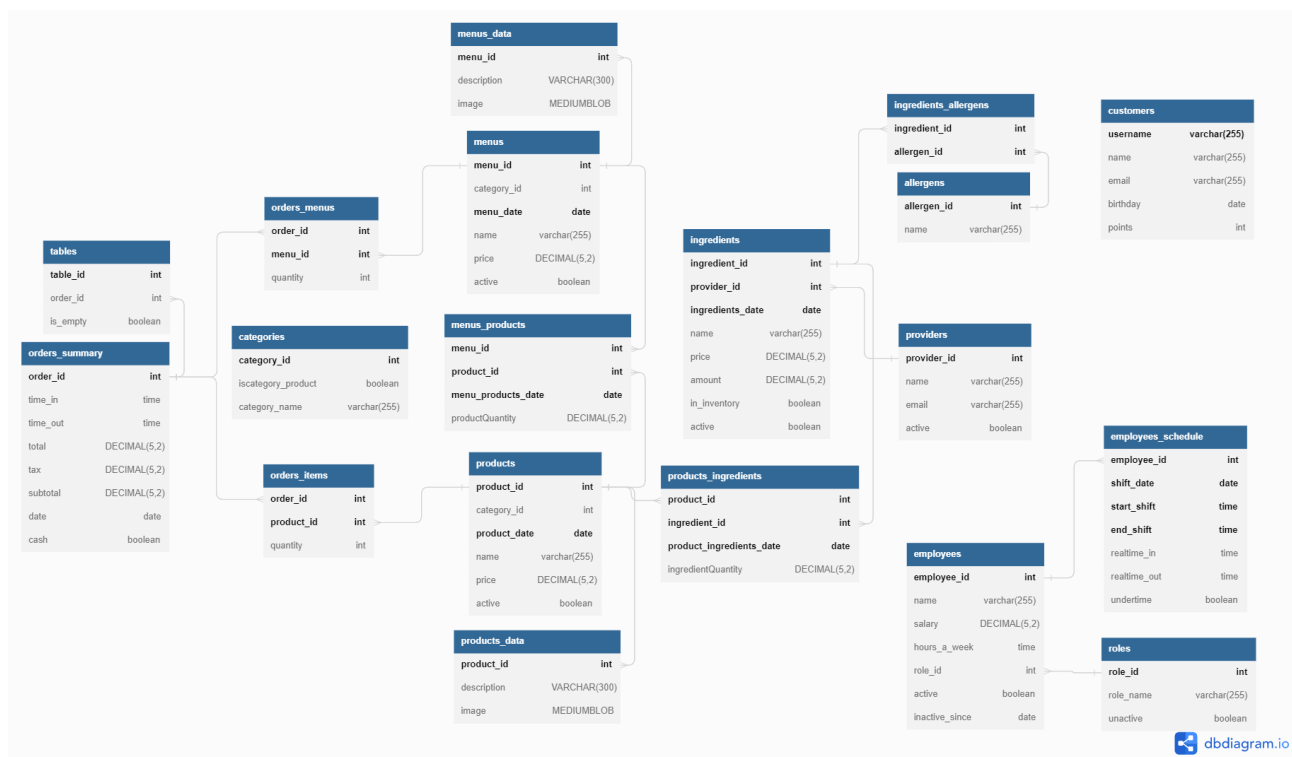 menus_data
menu_id int
description VARCHAR(300)
image MEDIUMBLOB
menus
menu_id int
category_id int
menu_date date
name varchar(255)
price DECIMAL(5,2)
active boolean
orders_menus
order_id int
menu_id int
quantity int
tables
table_id int
order_id int
is_empty boolean
orders_summary
order_id int
time_in time
time_out time
total DECIMAL(5,2)
tax DECIMAL(5,2)
subtotal DECIMAL(5,2)
date date
cash boolean
categories
category_id int
iscategory_product boolean
category_name varchar(255)
orders_items
order_id int
product_id int
quantity int
menus_products
menu_id int
product_id int
menu_products_date date
productQuantity DECIMAL(5,2)
products
product_id int
category_id int
product_date date
name varchar(255)
price DECIMAL(5,2)
active boolean
products_data
product_id int
description VARCHAR(300)
image MEDIUMBLOB
ingredients
ingredient_id int
provider_id int
ingredients_date date
name varchar(255)
price DECIMAL(5,2)
amount DECIMAL(5,2)
in_inventory boolean
active boolean
products_ingredients
product_id int
ingredient_id int
product_ingredients_date date
ingredientQuantity DECIMAL(5,2)
ingredients_allergens
ingredient_id int
allergen_id int
allergens
allergen_id int
name varchar(255)
providers
provider_id int
name varchar(255)
email varchar(255)
active boolean
customers
username varchar(255)
name varchar(255)
email varchar(255)
birthday date
points int
employees_schedule
employee_id int
shift_date date
start_shift time
end_shift time
realtime_in time
realtime_out time
undertime boolean
employees
employee_id int
name varchar(255)
salary DECIMAL(5,2)
hours_a_week time
role_id int
active boolean
inactive_since date
roles
role_id int
role_name varchar(255)
unactive boolean
dbdiagram.io